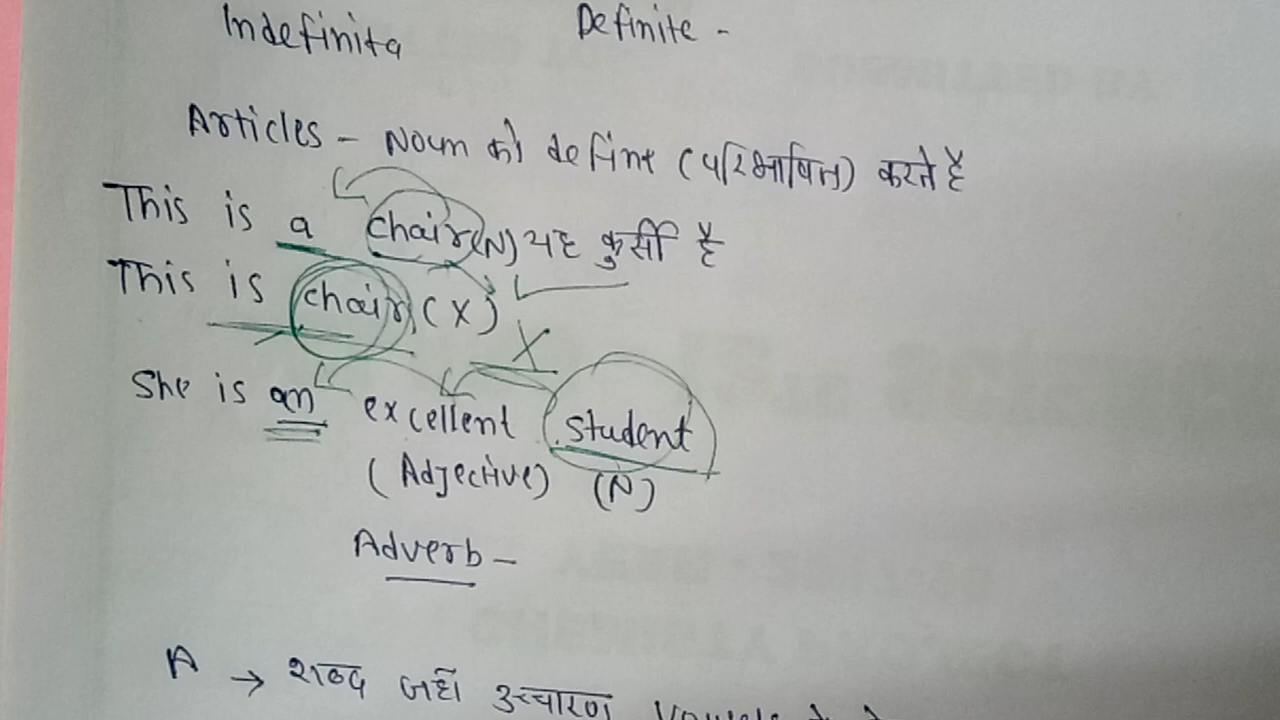 Indefinita Definite -
Articles - Noum को define (परिभाषित) करते है
This is a chair(N) यह कुर्सी है
This is chair (X)
X
She is an excellent student
(Adjective) (N)
Adverb -
A → शब्द जहाँ उच्चारण